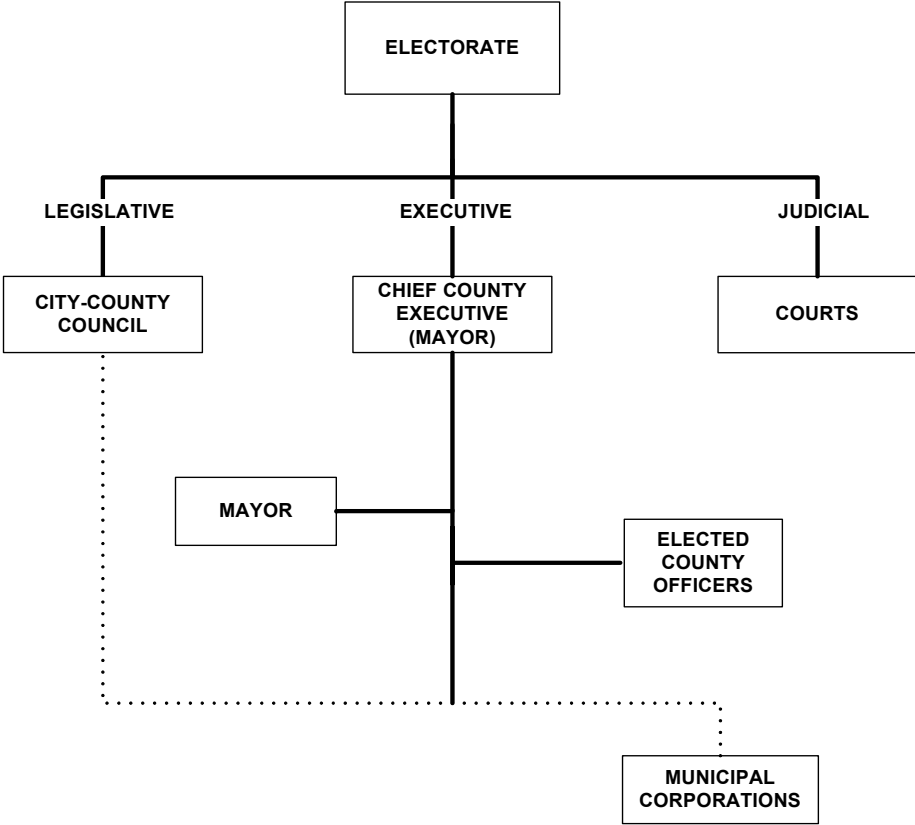 ELECTORATE
LEGISLATIVE
EXECUTIVE
JUDICIAL
CITY-COUNTY
COUNCIL
CHIEF COUNTY
EXECUTIVE
(MAYOR)
COURTS
MAYOR
ELECTED
COUNTY
OFFICERS
MUNICIPAL
CORPORATIONS